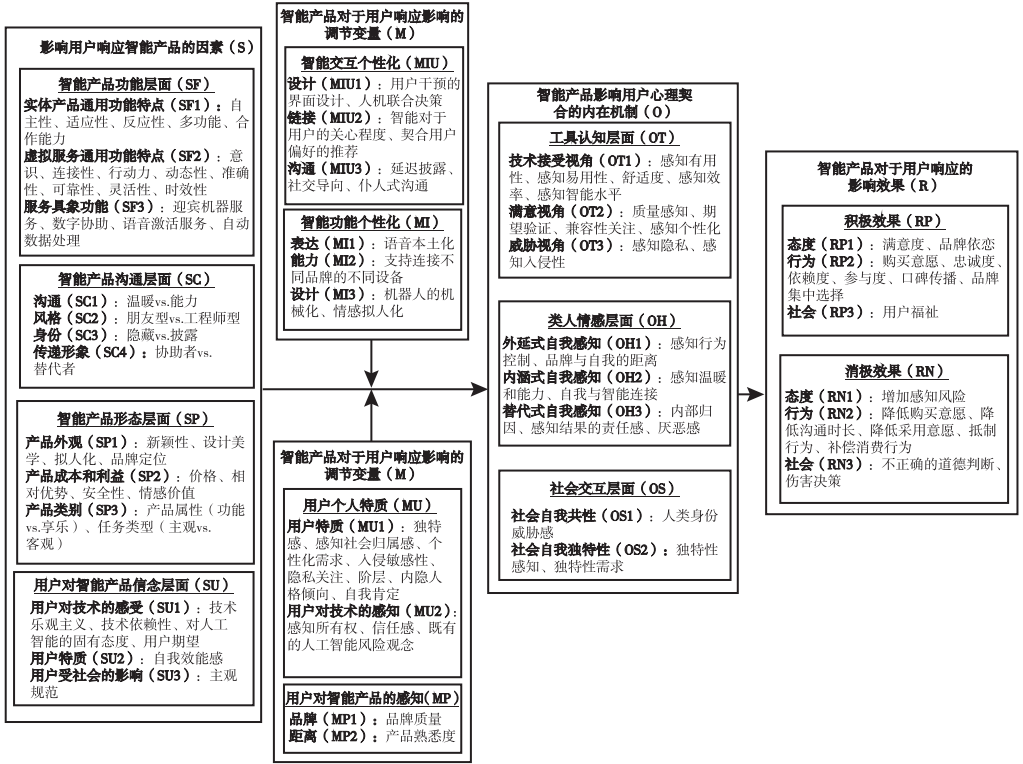 影响用户响应智能产品的因素（S）
智能产品功能层面（SF）
实体产品通用功能特点（SF1）：自
主性、适应性、反应性、多功能、合
作能力
虚拟服务通用功能特点（SF2）：意
识、连接性、行动力、动态性、准确
性、可靠性、灵活性、时效性
服务具象功能（SF3）：迎宾机器服
务、数字协助、语音激活服务、自动
数据处理
智能产品沟通层面（SC）
沟通（SC1）：温暖vs.能力
风格（SC2）：朋友型vs.工程师型
身份（SC3）：隐藏vs.披露
传递形象（SC4）：协助者vs.
替代者
智能产品形态层面（SP）
产品外观（SP1）：新颖性、设计美
学、拟人化、品牌定位
产品成本和利益（SP2）：价格、相
对优势、安全性、情感价值
产品类别（SP3）：产品属性（功能
vs.享乐）、任务类型（主观vs.
客观）
用户对智能产品信念层面（SU）
用户对技术的感受（SU1）：技术
乐观主义、技术依赖性、对人工
智能的固有态度、用户期望
用户特质（SU2）：自我效能感
用户受社会的影响（SU3）：主观
规范
智能产品对于用户响应影响的
调节变量（M）
智能交互个性化（MIU）
设计（MIU1）：用户干预的
界面设计、人机联合决策
链接（MIU2）：智能对于
用户的关心程度、契合用户
偏好的推荐
沟通（MIU3）：延迟披露、
社交导向、仆人式沟通
智能功能个性化（MI）
表达（MI1）：语音本土化
能力（MI2）：支持连接不
同品牌的不同设备
设计（MI3）：机器人的机
械化、情感拟人化
智能产品对于用户响应影响的
调节变量（M）
用户个人特质（MU）
用户特质（MU1）：独特
感、感知社会归属感、个
性化需求、入侵敏感性、
隐私关注、阶层、内隐人
格倾向、自我肯定
用户对技术的感知（MU2）：
感知所有权、信任感、既有
的人工智能风险观念
用户对智能产品的感知（MP）
品牌（MP1）：品牌质量
距离（MP2）：产品熟悉度
智能产品影响用户心理契
合的内在机制（O）
工具认知层面（OT）
技术接受视角（OT1）：感知有用
性、感知易用性、舒适度、感知效
率、感知智能水平
满意视角（OT2）：质量感知、期
望验证、兼容性关注、感知个性化
威胁视角（OT3）：感知隐私、感
知入侵性
类人情感层面（OH）
外延式自我感知（OH1）：感知行为
控制、品牌与自我的距离
内涵式自我感知（OH2）：感知温暖
和能力、自我与智能连接
替代式自我感知（OH3）：内部归
因、感知结果的责任感、厌恶感
社会交互层面（OS）
社会自我共性（OS1）：人类身份
威胁感
社会自我独特性（OS2）：独特性
感知、独特性需求
智能产品对于用户响应的
影响效果（R）
积极效果（RP）
态度（RP1）：满意度、品牌依恋
行为（RP2）：购买意愿、忠诚度、
依赖度、参与度、口碑传播、品牌
集中选择
社会（RP3）：用户福祉
消极效果（RN）
态度（RN1）：增加感知风险
行为（RN2）：降低购买意愿、降
低沟通时长、降低采用意愿、抵制
行为、补偿消费行为
社会（RN3）：不正确的道德判断、
伤害决策